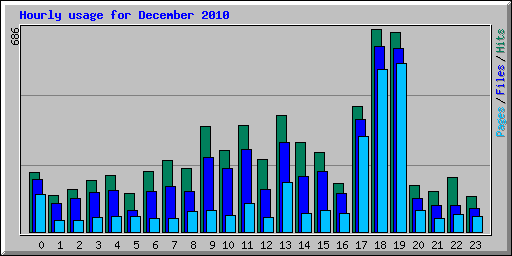 Hourly usage for December 2010
686
Pages / Files / Hits
0 1 2 3 4 5 6 7 8 9 10 11 12 13 14 15 16 17 18 19 20 21 22 23